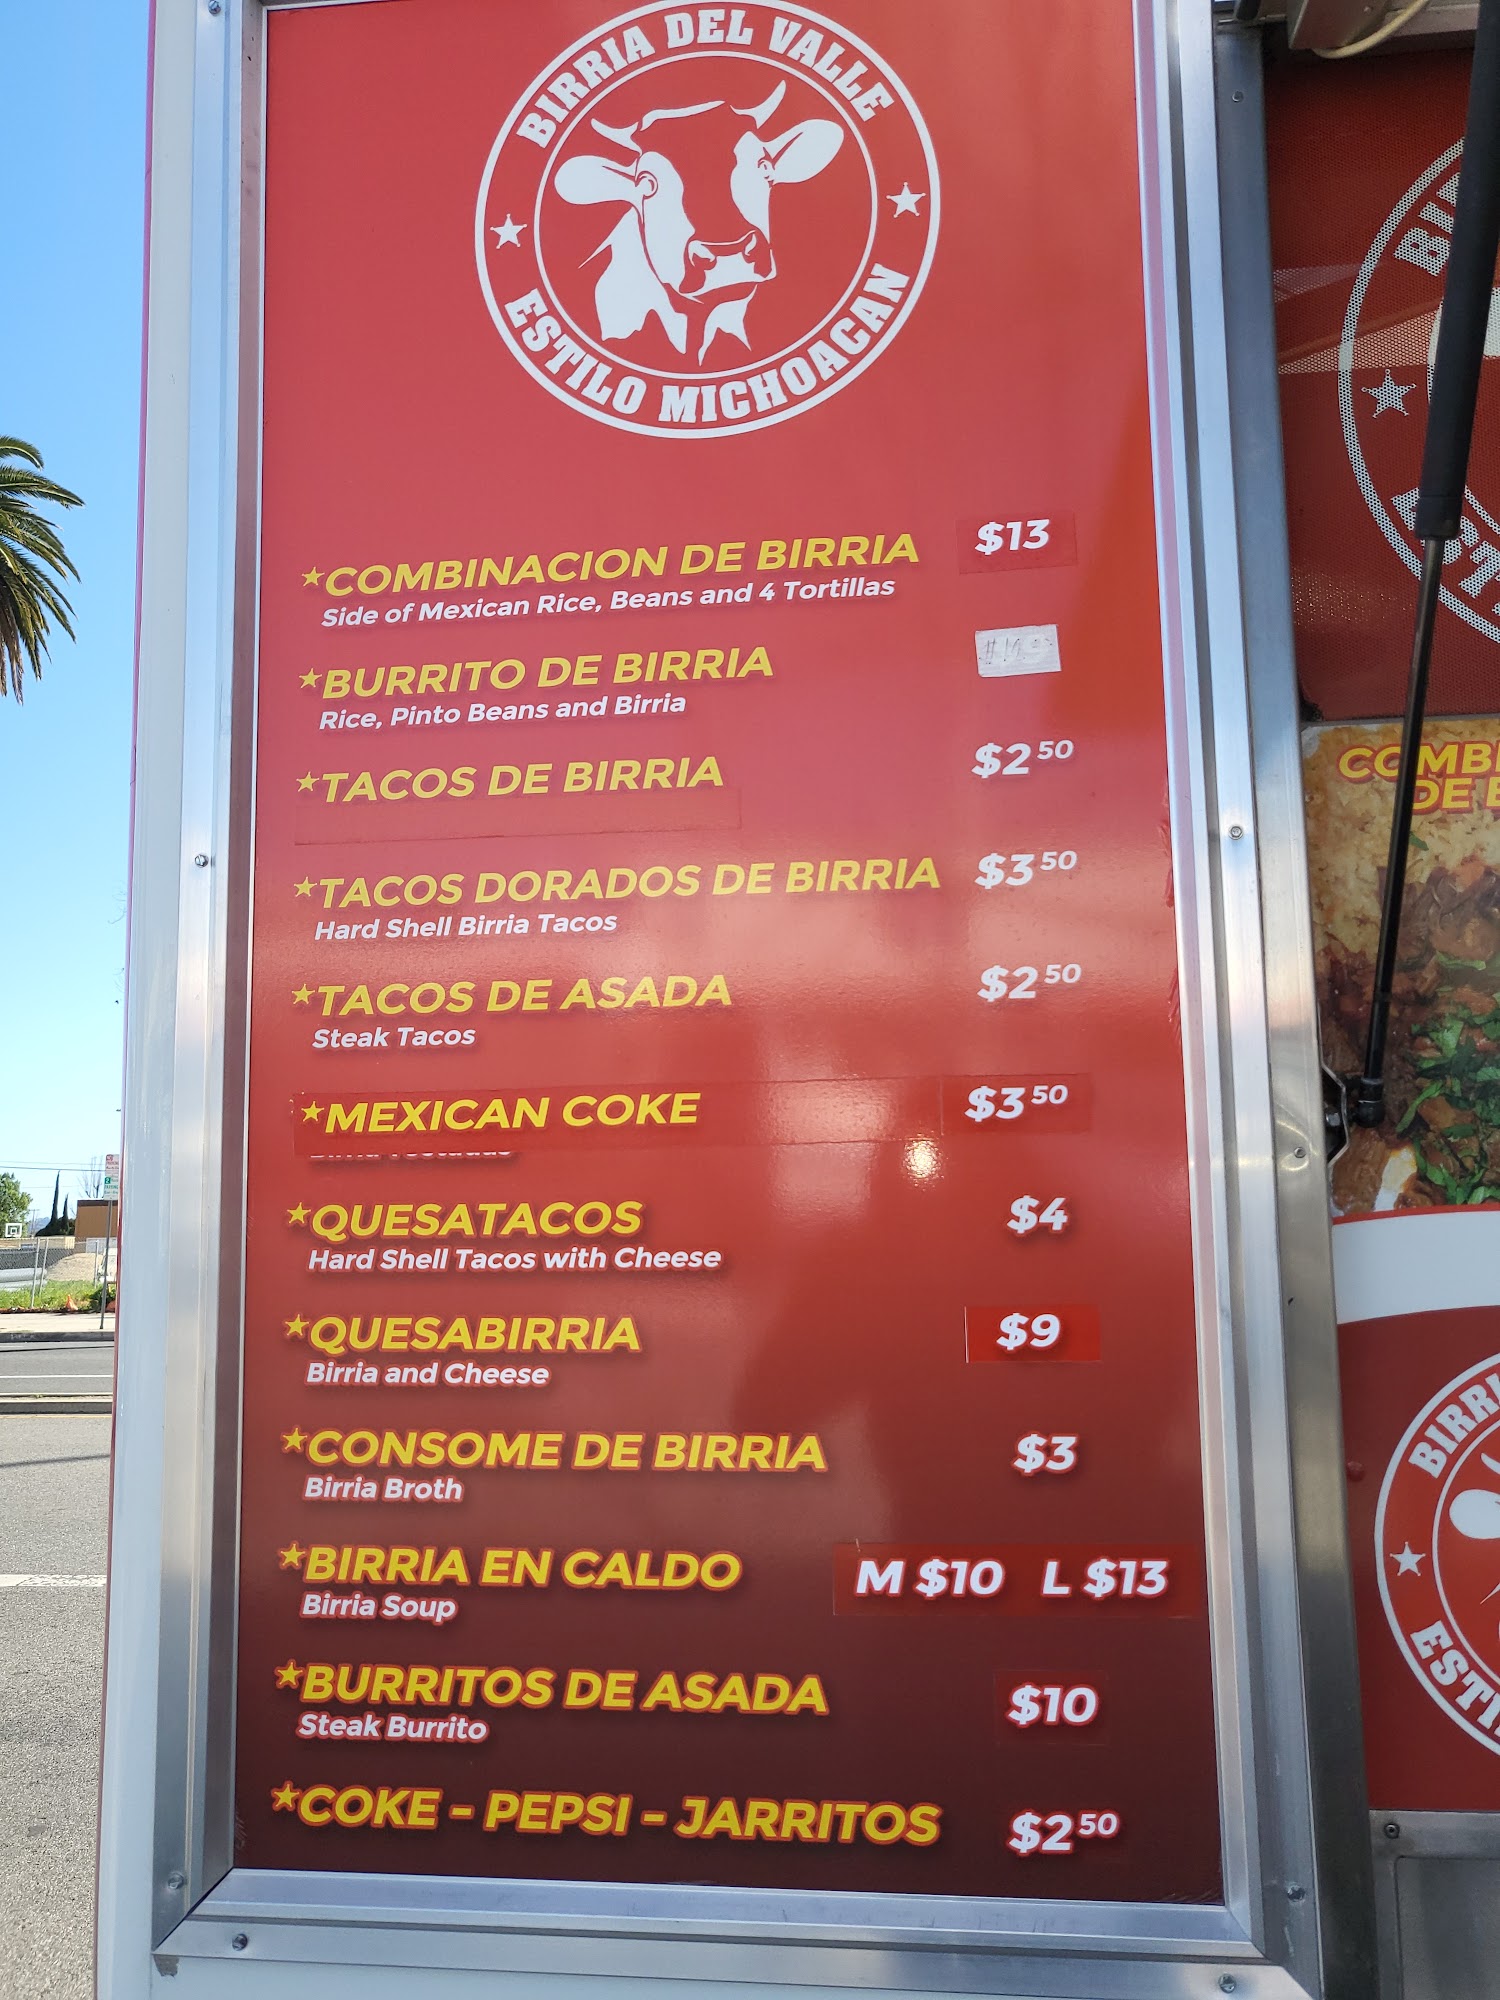 BIRRIA DEL VALLE
ESTILO MICHOACAN
*COMBINACION DE BIRRIA $13
Side of Mexican Rice, Beans and 4 Tortillas
*BURRITO DE BIRRIA
Rice, Pinto Beans and Birria
*TACOS DE BIRRIA $2 50
*TACOS DORADOS DE BIRRIA $3 50
Hard Shell Birria Tacos
*TACOS DE ASADA $2 50
Steak Tacos
*MEXICAN COKE $3 50
*QUESATACOS $4
Hard Shell Tacos with Cheese
*QUESABIRRIA $9
Birria and Cheese
*CONSOME DE BIRRIA $3
Birria Broth
*BIRRIA EN CALDO M $10 L $13
Birria Soup
*BURRITOS DE ASADA $10
Steak Burrito
*COKE - PEPSI - JARRITOS $2 50
DE